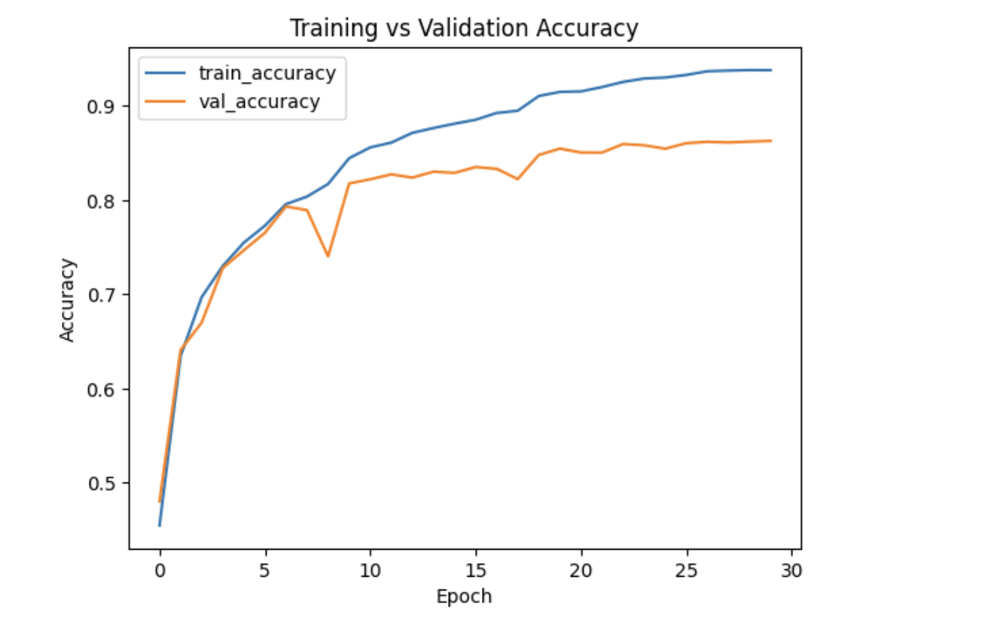 Training vs Validation Accuracy
train_accuracy
val_accuracy
0.9
0.8
0.7
0.6
0.5
Accuracy
0 5 10 15 20 25 30
Epoch